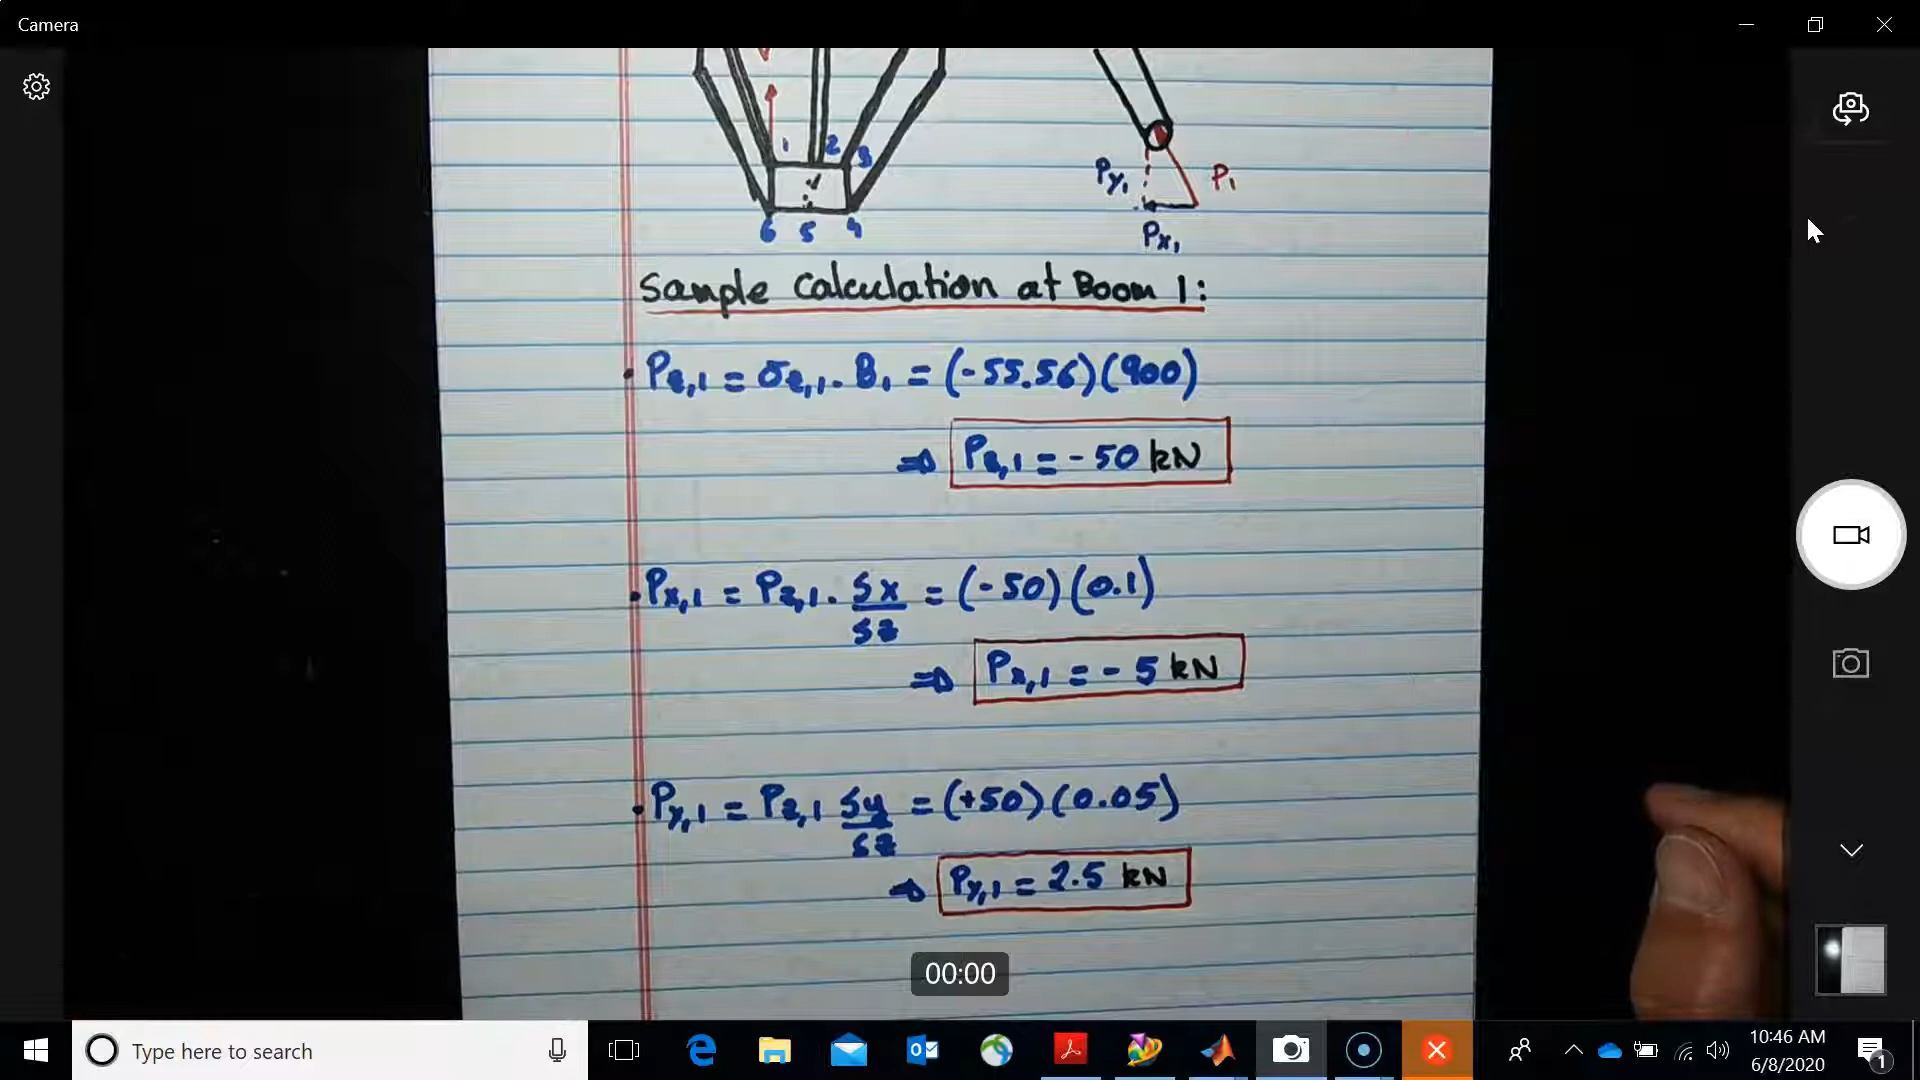 Camera
1 2 3
6 5 4
Py1 P1
Px1
Sample Calculation at Boom 1:
• Pz,1 = σz,1 . B1 = (-55.56)(900)
⇒ Pz,1 = - 50 kN
• Px,1 = Pz,1 . δx/δz = (-50)(0.1)
⇒ Px,1 = - 5 kN
• Py,1 = Pz,1 δy/δz = (+50)(0.05)
⇒ Py,1 = 2.5 kN
00:00
Type here to search
10:46 AM
6/8/2020
1